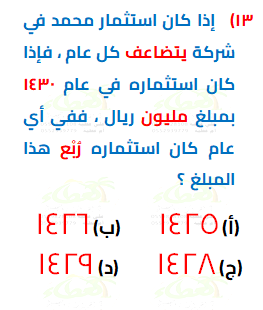 ١٣) إذا كان استثمار محمد في
شركة يتضاعف كل عام ، فإذا
كان استثماره في عام ١٤٣٠
بمبلغ مليون ريال ، ففي أي
عام كان استثماره رُبْع هذا
المبلغ ؟
(أ) ١٤٢٥ (ب) ١٤٢٦
(ج) ١٤٢٨ (د) ١٤٢٩